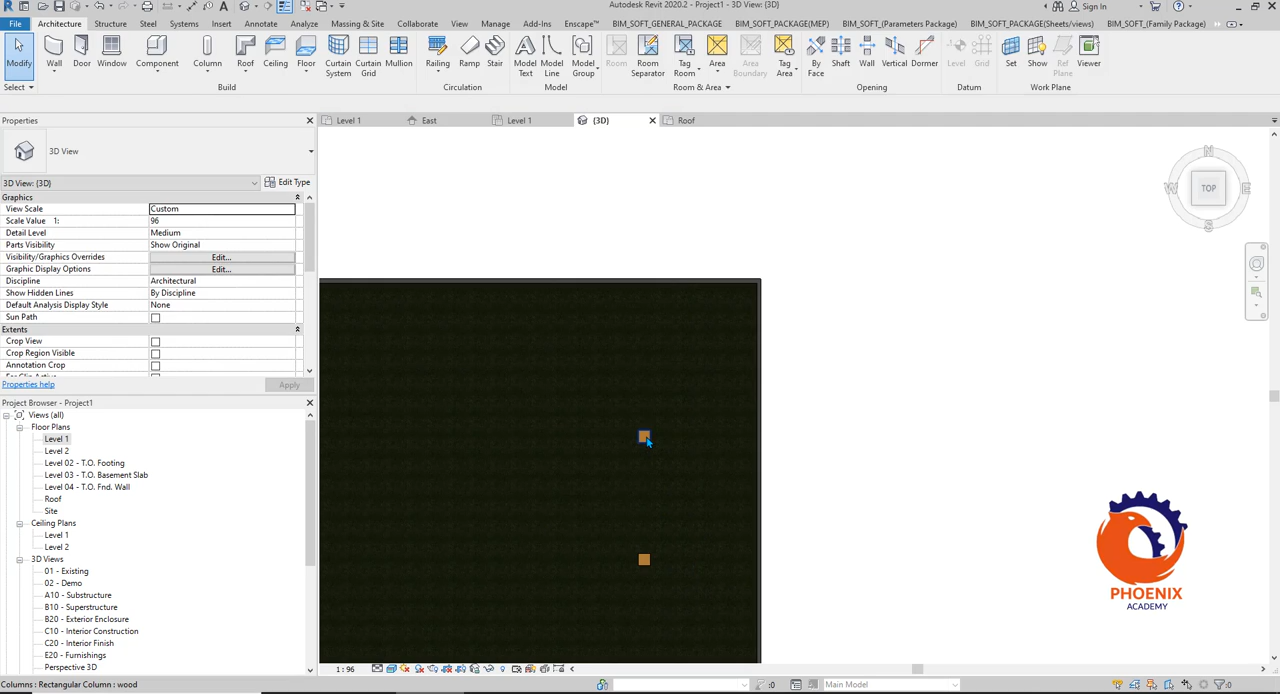 Autodesk Revit 2020.2 - Project1 - 3D View: {3D}
Sign In
File Architecture Structure Steel Systems Insert Annotate Analyze Massing & Site Collaborate View Manage Add-Ins Enscape™ BIM_SOFT_GENERAL_PACKAGE BIM_SOFT_PACKAGE(MEP) BIM_SOFT_(Parameters Package) BIM_SOFT_PACKAGE(Sheets/views) BIM_SOFT_(Family Package)
Modify Wall Door Window Component Column Roof Ceiling Floor Curtain System Curtain Grid Mullion Railing Ramp Stair Model Text Model Line Model Group Room Room Separator Tag Room Area Area Boundary Tag Area By Face Shaft Wall Vertical Dormer Level Grid Set Show Ref Plane Viewer
Select Build Circulation Model Room & Area Opening Datum Work Plane
Properties
Level 1 East Level 1 {3D} Roof
3D View
3D View: {3D} Edit Type
Graphics
View Scale Custom
Scale Value 1: 96
Detail Level Medium
Parts Visibility Show Original
Visibility/Graphics Overrides Edit...
Graphic Display Options Edit...
Discipline Architectural
Show Hidden Lines By Discipline
Default Analysis Display Style None
Sun Path
Extents
Crop View
Crop Region Visible
Annotation Crop
Properties help Apply
Project Browser - Project1
Views (all)
Floor Plans
Level 1
Level 2
Level 02 - T.O. Footing
Level 03 - T.O. Basement Slab
Level 04 - T.O. Fnd. Wall
Roof
Site
Ceiling Plans
Level 1
Level 2
3D Views
01 - Existing
02 - Demo
A10 - Substructure
B10 - Superstructure
B20 - Exterior Enclosure
C10 - Interior Construction
C20 - Interior Finish
E20 - Furnishings
Perspective 3D
N
W TOP E
S
PHOENIX
ACADEMY
1 : 96
Columns : Rectangular Column : wood
:0 Main Model :0